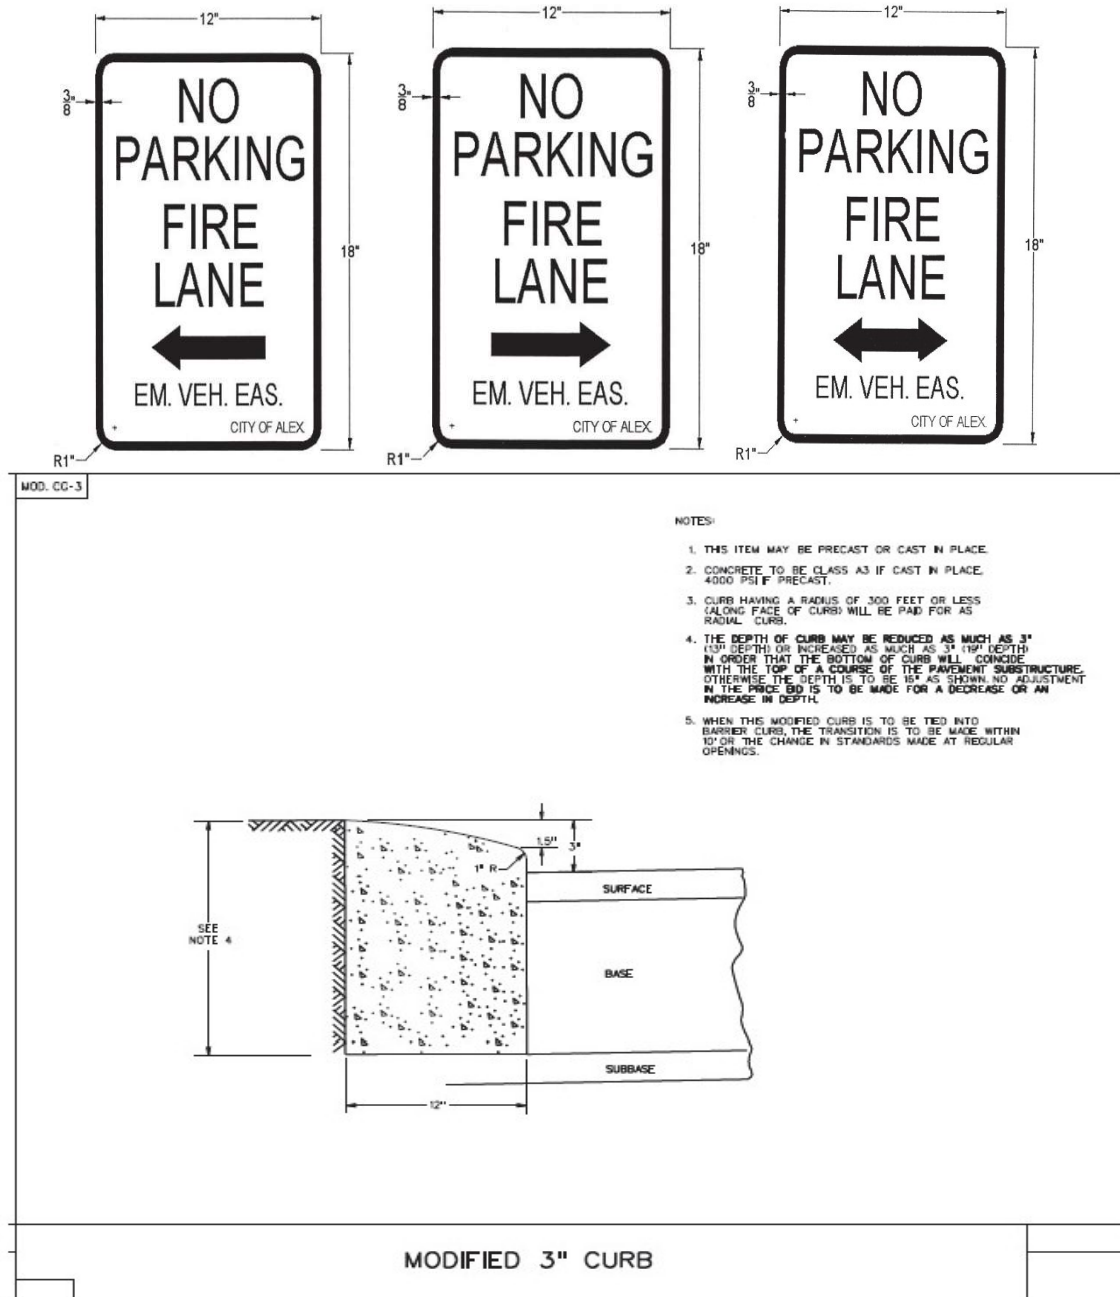 12"
12"
12"
3/8"
3/8"
3/8"
NO
PARKING
FIRE
LANE
EM. VEH. EAS.
CITY OF ALEX.
18"
R1"
NO
PARKING
FIRE
LANE
EM. VEH. EAS.
CITY OF ALEX.
18"
R1"
NO
PARKING
FIRE
LANE
EM. VEH. EAS.
CITY OF ALEX.
18"
R1"
MOD. CG-3
NOTES:
1. THIS ITEM MAY BE PRECAST OR CAST IN PLACE.
2. CONCRETE TO BE CLASS A3 IF CAST IN PLACE,
4000 PSI IF PRECAST.
3. CURB HAVING A RADIUS OF 300 FEET OR LESS
(ALONG FACE OF CURB) WILL BE PAID FOR AS
RADIAL CURB.
4. THE DEPTH OF CURB MAY BE REDUCED AS MUCH AS 3"
(13" DEPTH) OR INCREASED AS MUCH AS 3" (19" DEPTH)
IN ORDER THAT THE BOTTOM OF CURB WILL COINCIDE
WITH THE TOP OF A COURSE OF THE PAVEMENT SUBSTRUCTURE.
OTHERWISE THE DEPTH IS TO BE 16" AS SHOWN. NO ADJUSTMENT
IN THE PRICE BID IS TO BE MADE FOR A DECREASE OR AN
INCREASE IN DEPTH.
5. WHEN THIS MODIFIED CURB IS TO BE TIED INTO
BARRIER CURB, THE TRANSITION IS TO BE MADE WITHIN
10' OR THE CHANGE IN STANDARDS MADE AT REGULAR
OPENINGS.
1.5"
3"
1" R
SURFACE
SEE
NOTE 4
BASE
SUBBASE
12"
MODIFIED 3" CURB